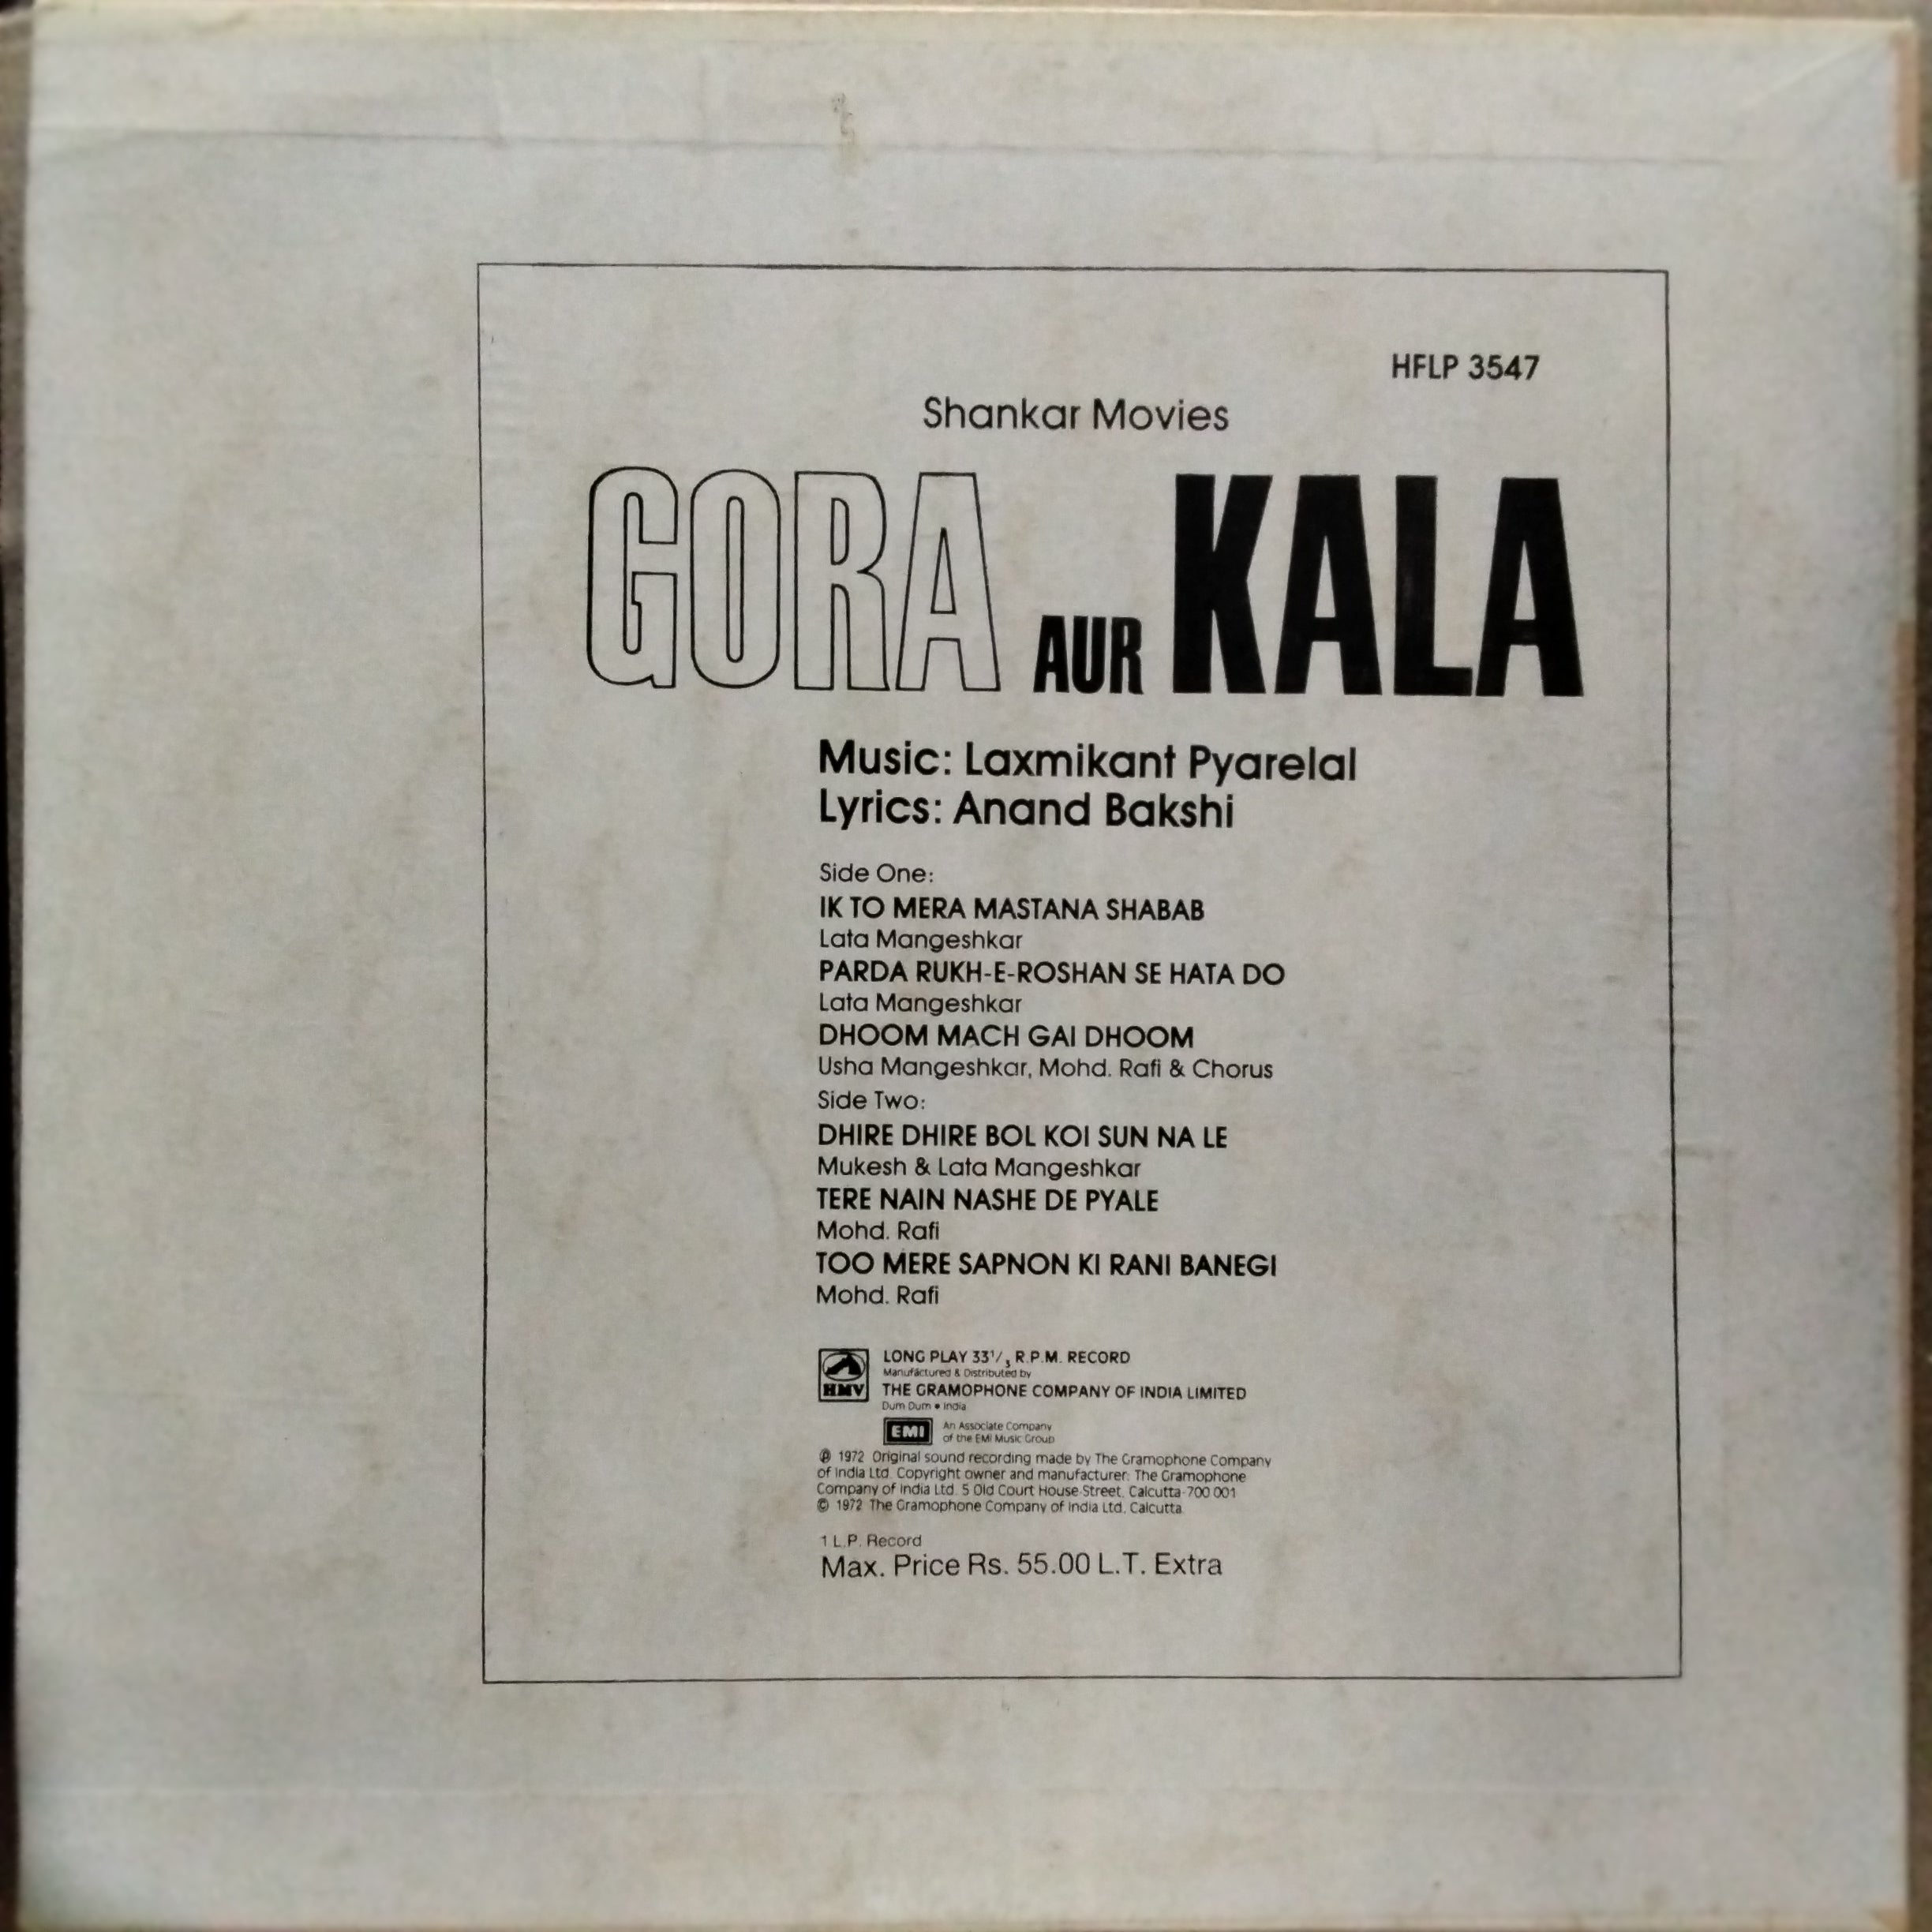 HFLP 3547
Shankar Movies
GORA AUR KALA
Music: Laxmikant Pyarelal
Lyrics: Anand Bakshi
Side One:
IK TO MERA MASTANA SHABAB
Lata Mangeshkar
PARDA RUKH-E-ROSHAN SE HATA DO
Lata Mangeshkar
DHOOM MACH GAI DHOOM
Usha Mangeshkar, Mohd. Rafi & Chorus
Side Two:
DHIRE DHIRE BOL KOI SUN NA LE
Mukesh & Lata Mangeshkar
TERE NAIN NASHE DE PYALE
Mohd. Rafi
TOO MERE SAPNON KI RANI BANEGI
Mohd. Rafi
HMV
LONG PLAY 33 1/3 R.P.M. RECORD
Manufactured & Distributed by
THE GRAMOPHONE COMPANY OF INDIA LIMITED
Dum Dum • India
EMI
An Associate Company
of the EMI Music Group
℗ 1972 Original sound recording made by The Gramophone Company
of India Ltd. Copyright owner and manufacturer: The Gramophone
Company of India Ltd. 5 Old Court House Street, Calcutta-700 001
© 1972 The Gramophone Company of India Ltd. Calcutta
1 L.P. Record
Max. Price Rs. 55.00 L.T. Extra